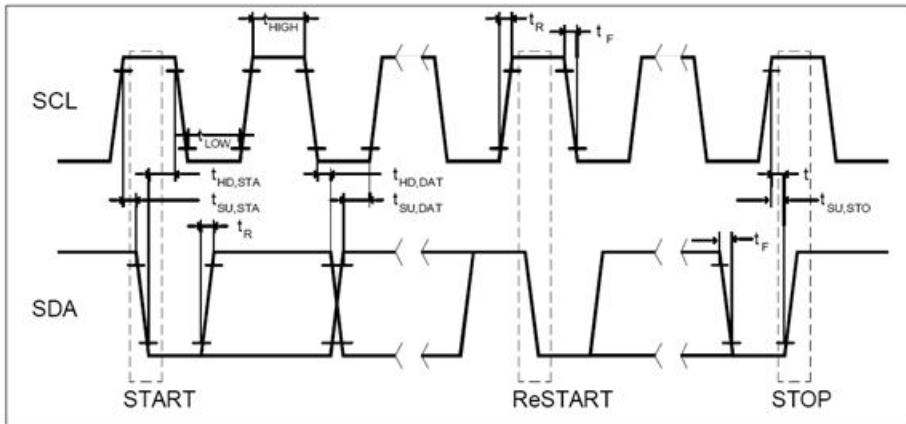 tHIGH
tR
tF
SCL
tLOW
tHD,STA
tHD,DAT
t
tSU,STA
tSU,DAT
tSU,STO
tR
tF
SDA
START
ReSTART
STOP